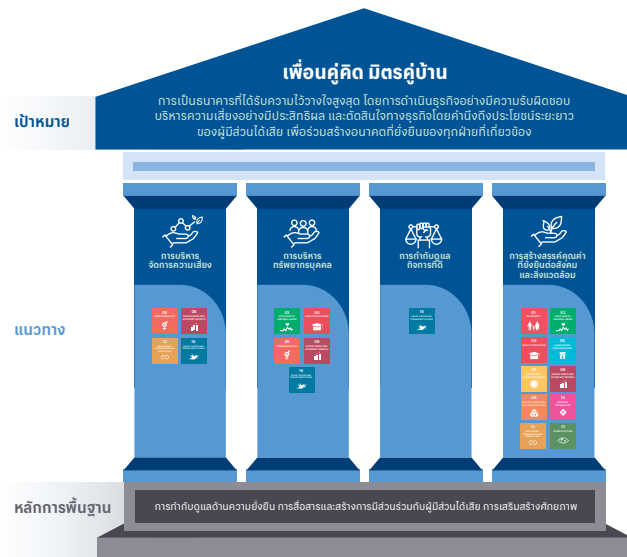 เพื่อนคู่คิด มิตรคู่บ้าน
เป้าหมาย
การเป็นธนาคารที่ได้รับความไว้วางใจสูงสุด โดยการดำเนินธุรกิจอย่างมีความรับผิดชอบ
บริหารความเสี่ยงอย่างมีประสิทธิผล และตัดสินใจทางธุรกิจโดยคำนึงถึงประโยชน์ระยะยาว
ของผู้มีส่วนได้เสีย เพื่อร่วมสร้างอนาคตที่ยั่งยืนของทุกฝ่ายที่เกี่ยวข้อง
แนวทาง
การบริหาร
จัดการความเสี่ยง
05
08
12
16
การบริหาร
ทรัพยากรบุคคล
03
04
05
08
16
การกำกับดูแล
กิจการที่ดี
16
การสร้างสรรค์คุณค่า
ที่ยั่งยืนต่อสังคม
และสิ่งแวดล้อม
01
03
04
06
07
08
09
10
12
13
หลักการพื้นฐาน
การกำกับดูแลด้านความยั่งยืน การสื่อสารและสร้างการมีส่วนร่วมกับผู้มีส่วนได้เสีย การเสริมสร้างศักยภาพ